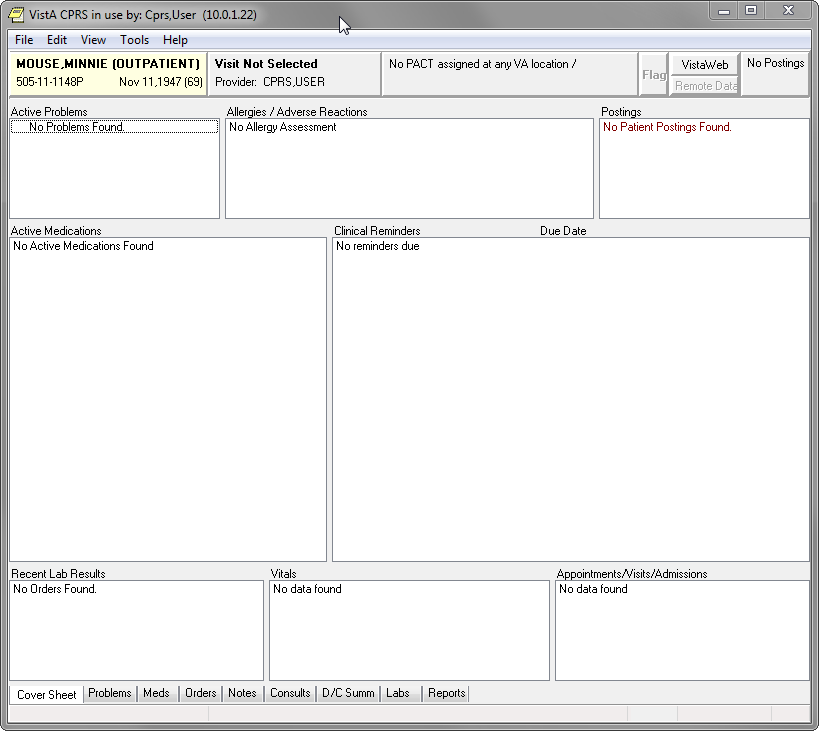 VistA CPRS in use by: Cprs,User (10.0.1.22)
File Edit View Tools Help
MOUSE,MINNIE (OUTPATIENT)
505-11-1148P Nov 11,1947 (69)
Visit Not Selected
Provider: CPRS,USER
No PACT assigned at any VA location /
Flag
VistaWeb
Remote Data
No Postings
Active Problems
No Problems Found.
Allergies / Adverse Reactions
No Allergy Assessment
Postings
No Patient Postings Found.
Active Medications
No Active Medications Found
Clinical Reminders Due Date
No reminders due
Recent Lab Results
No Orders Found.
Vitals
No data found
Appointments/Visits/Admissions
No data found
Cover Sheet Problems Meds Orders Notes Consults D/C Summ Labs Reports